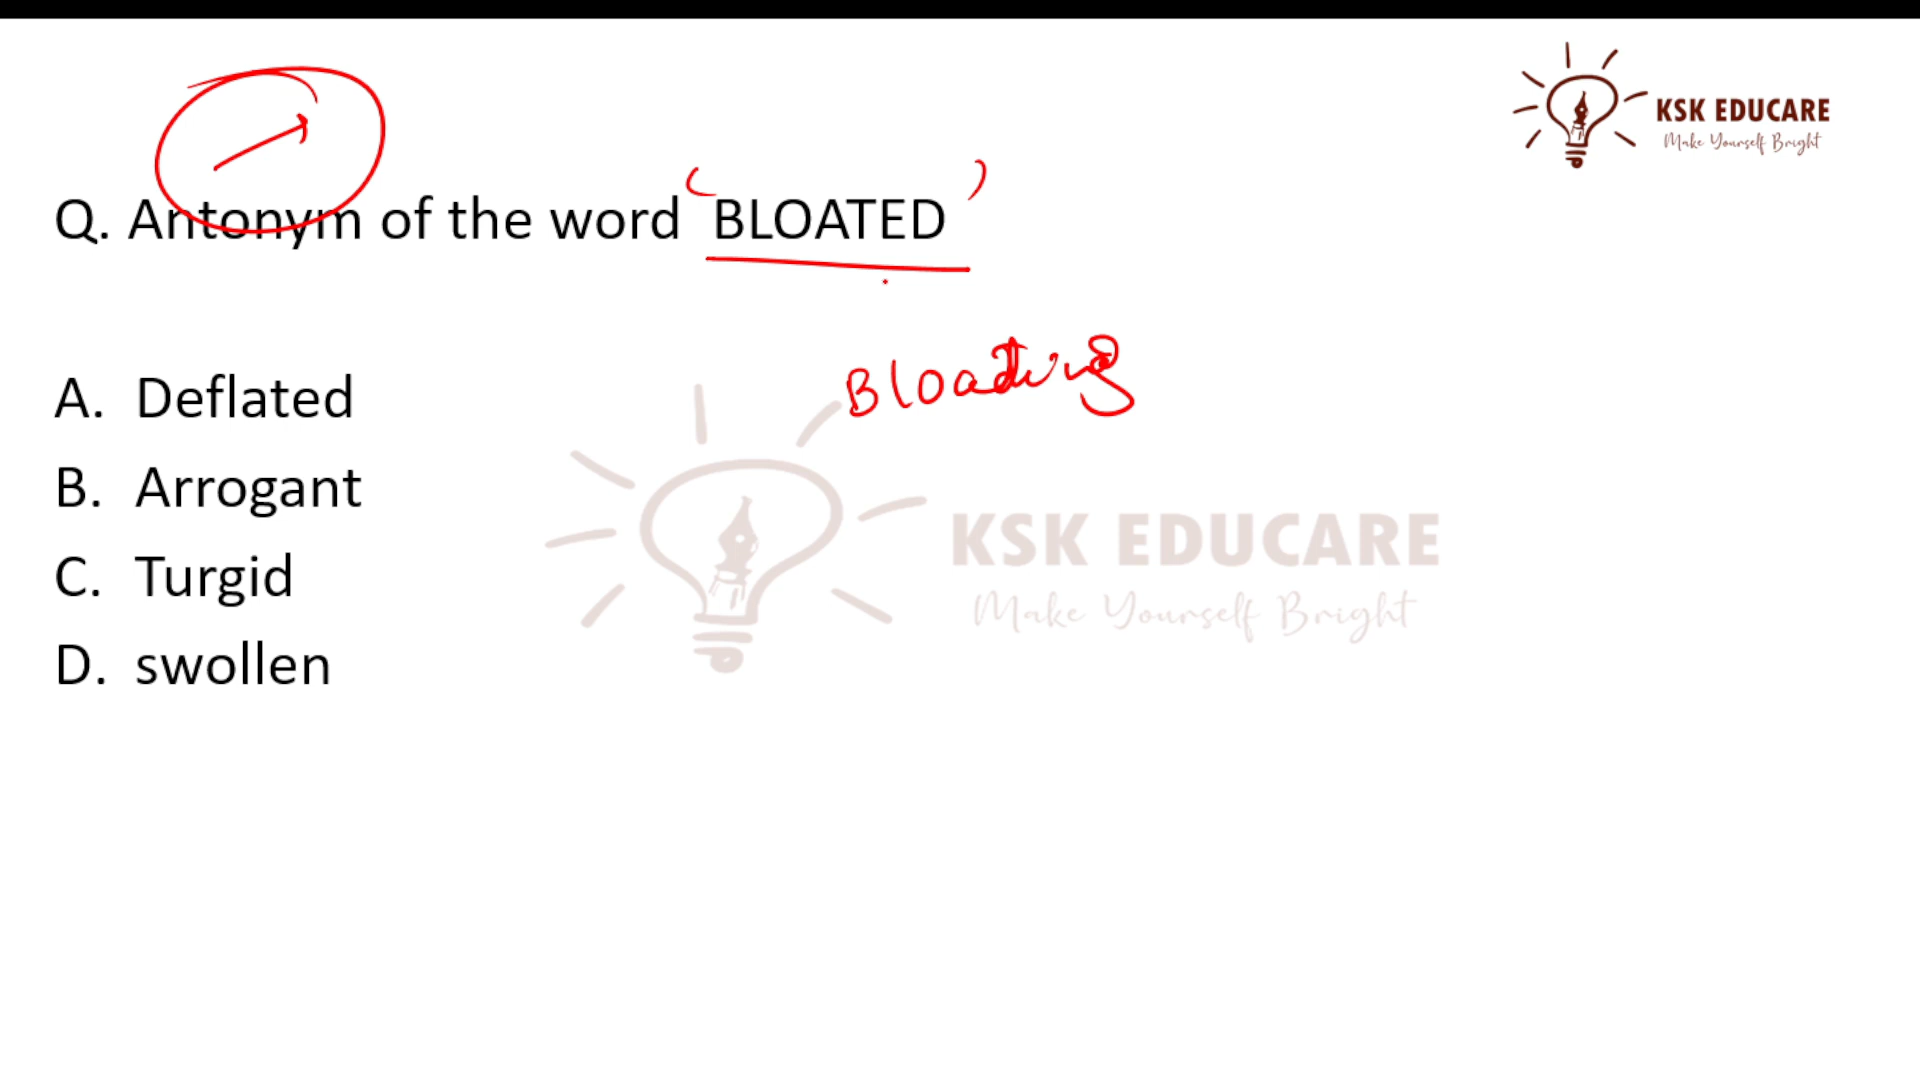 KSK EDUCARE
Make Yourself Bright
Q. Antonym of the word BLOATED
Bloating
A. Deflated
B. Arrogant
C. Turgid
D. swollen
KSK EDUCARE
Make Yourself Bright